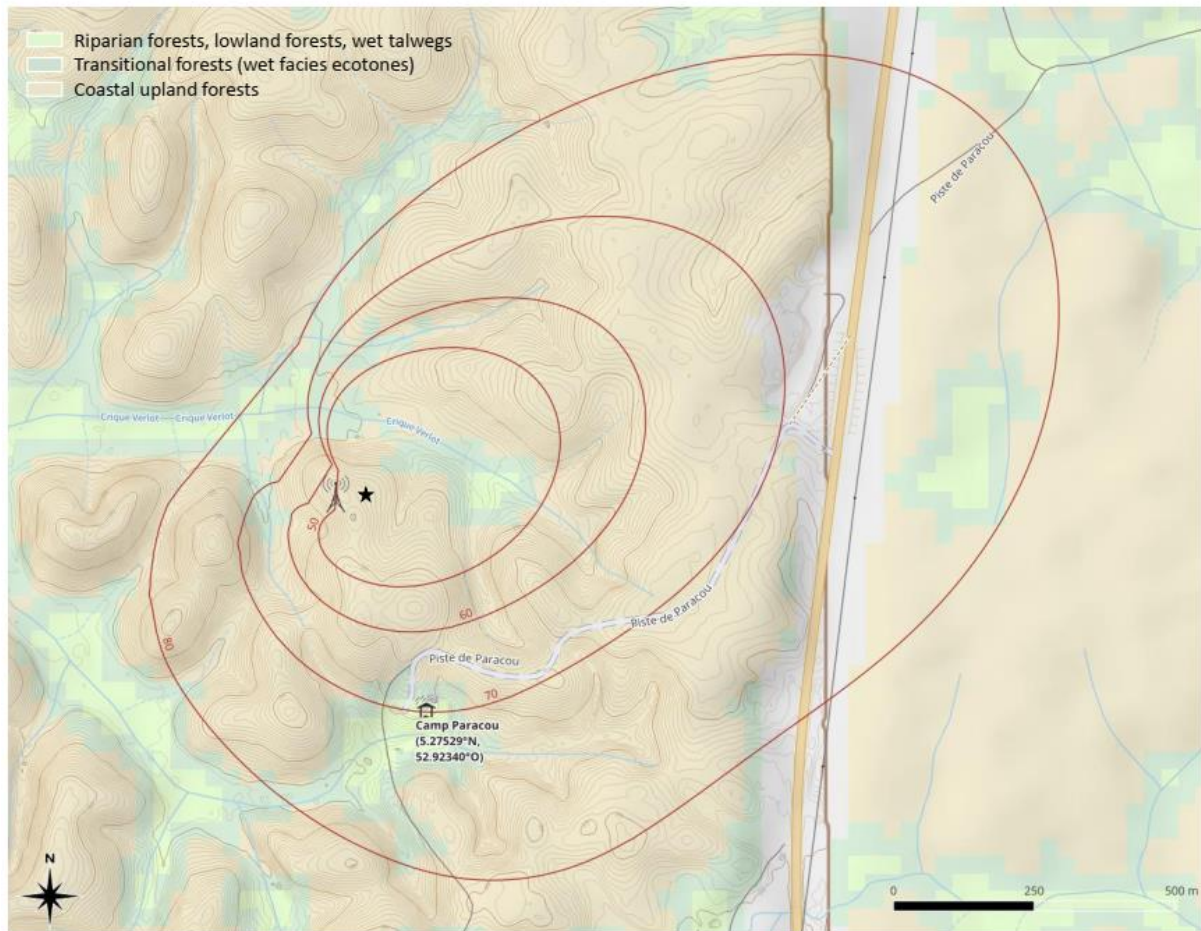 Riparian forests, lowland forests, wet talwegs
Transitional forests (wet facies ecotones)
Coastal upland forests
Piste de Paracou
Crique Verlot
Crique Verlot
Crique Verlot
50
60
Piste de Paracou
80
Piste de Paracou
70
Camp Paracou
(5.27529°N,
52.92340°O)
N
0 250 500 m